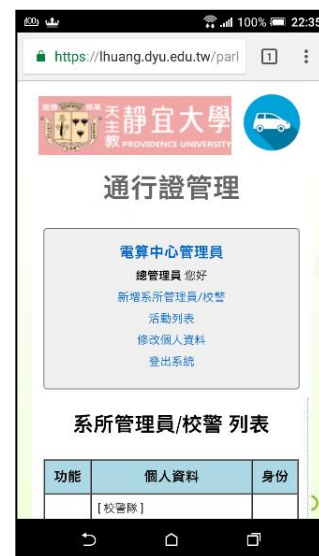 100% 22:35
https://lhuang.dyu.edu.tw/parl 1
天主教 靜宜大學
PROVIDENCE UNIVERSITY
通行證管理
電算中心管理員
總管理員 您好
新增系所管理員/校警
活動列表
修改個人資料
登出系統
系所管理員/校警 列表
功能 個人資料 身份
[校警隊]